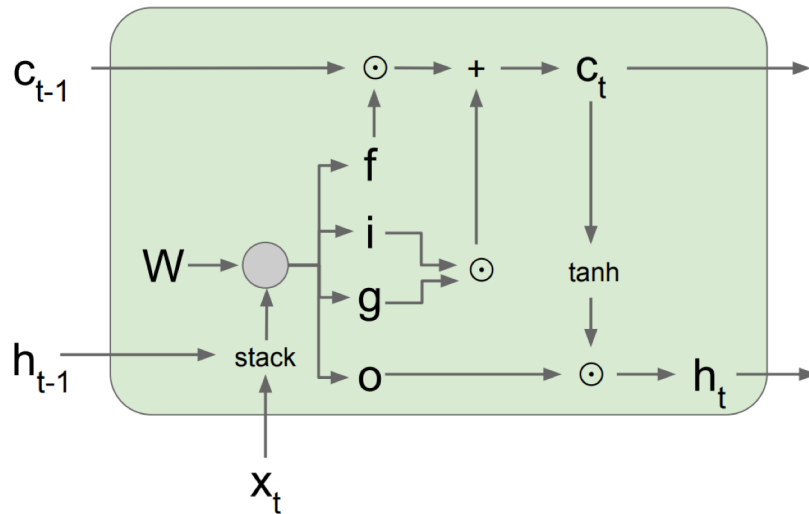 c_{t-1} ⊙ + c_t
f
W i
g ⊙ tanh
h_{t-1} stack o ⊙ h_t
x_t